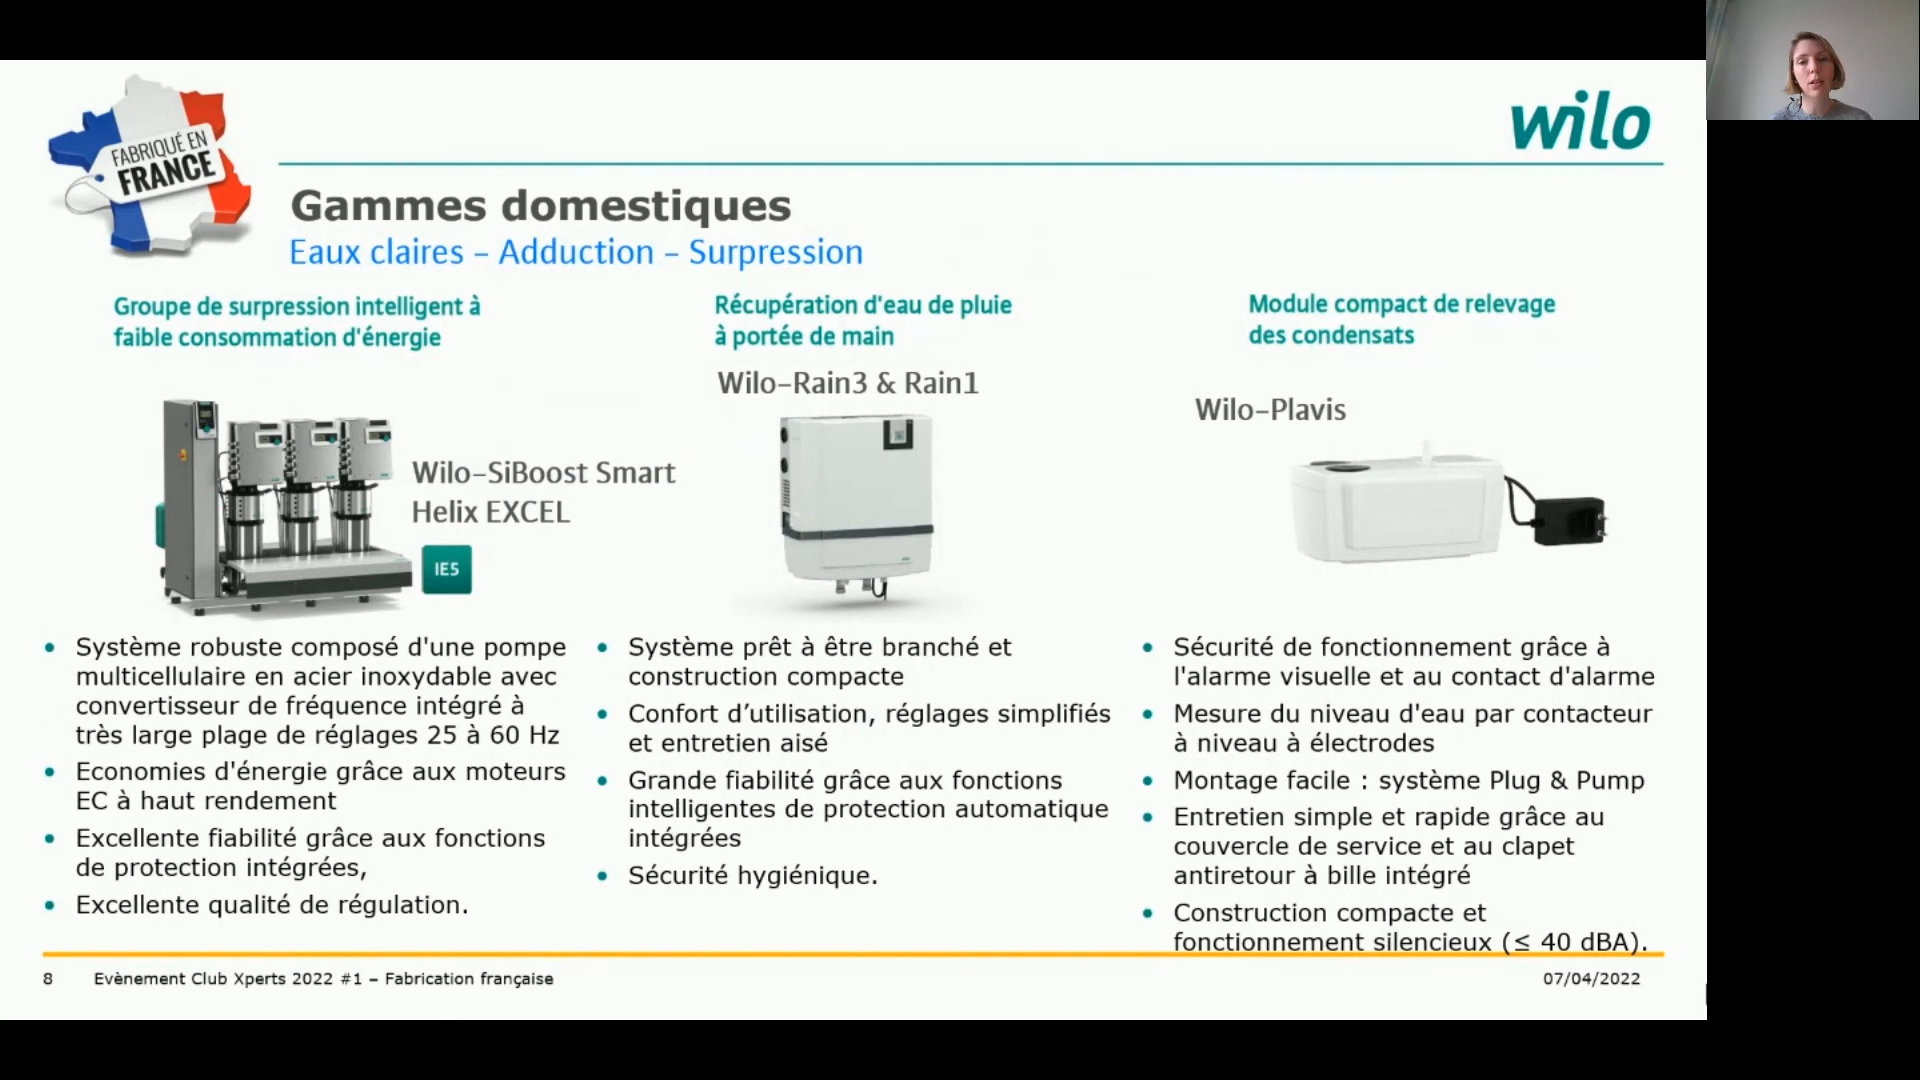 FABRIQUÉ EN
FRANCE
wilo
Gammes domestiques
Eaux claires – Adduction – Surpression
Groupe de surpression intelligent à
faible consommation d'énergie
Wilo-SiBoost Smart
Helix EXCEL
IE5
• Système robuste composé d'une pompe
multicellulaire en acier inoxydable avec
convertisseur de fréquence intégré à
très large plage de réglages 25 à 60 Hz
• Economies d'énergie grâce aux moteurs
EC à haut rendement
• Excellente fiabilité grâce aux fonctions
de protection intégrées,
• Excellente qualité de régulation.
Récupération d'eau de pluie
à portée de main
Wilo-Rain3 & Rain1
• Système prêt à être branché et
construction compacte
• Confort d’utilisation, réglages simplifiés
et entretien aisé
• Grande fiabilité grâce aux fonctions
intelligentes de protection automatique
intégrées
• Sécurité hygiénique.
Module compact de relevage
des condensats
Wilo-Plavis
• Sécurité de fonctionnement grâce à
l'alarme visuelle et au contact d'alarme
• Mesure du niveau d'eau par contacteur
à niveau à électrodes
• Montage facile : système Plug & Pump
• Entretien simple et rapide grâce au
couvercle de service et au clapet
antiretour à bille intégré
• Construction compacte et
fonctionnement silencieux (≤ 40 dBA).
8 Evènement Club Xperts 2022 #1 – Fabrication française 07/04/2022